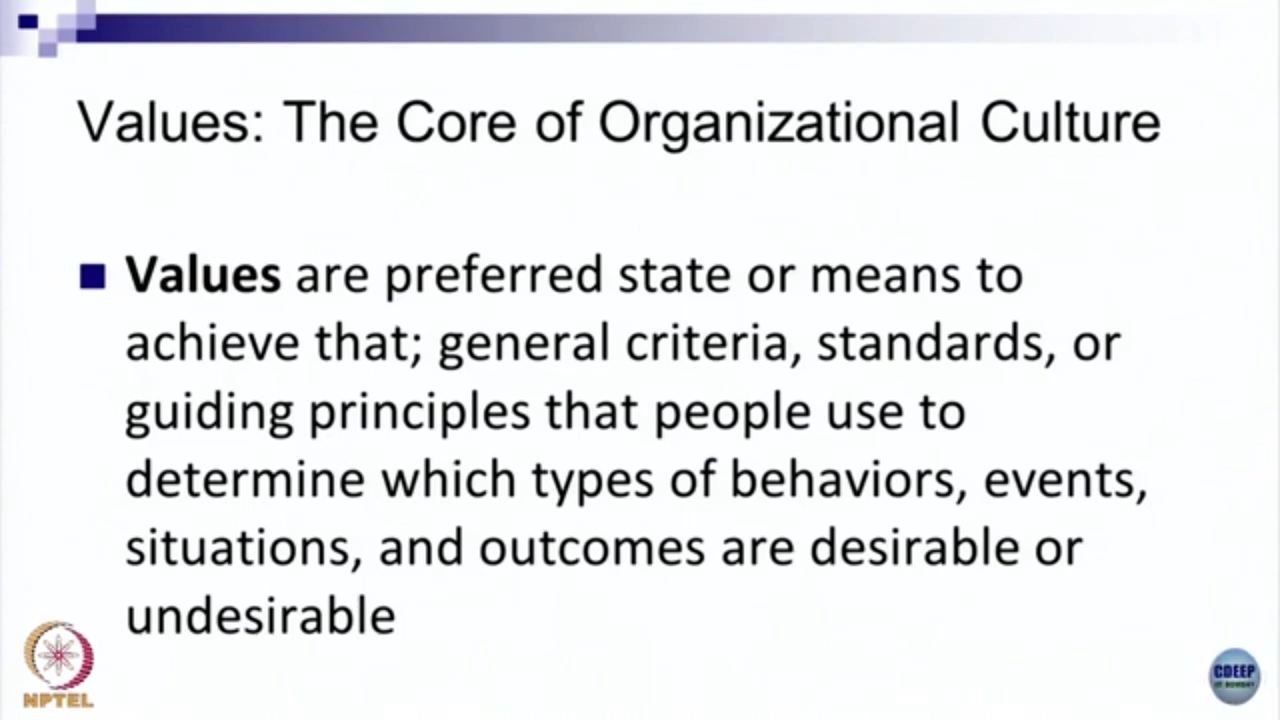 Values: The Core of Organizational Culture
Values are preferred state or means to
achieve that; general criteria, standards, or
guiding principles that people use to
determine which types of behaviors, events,
situations, and outcomes are desirable or
undesirable
NPTEL
CDEEP
IIT BOMBAY